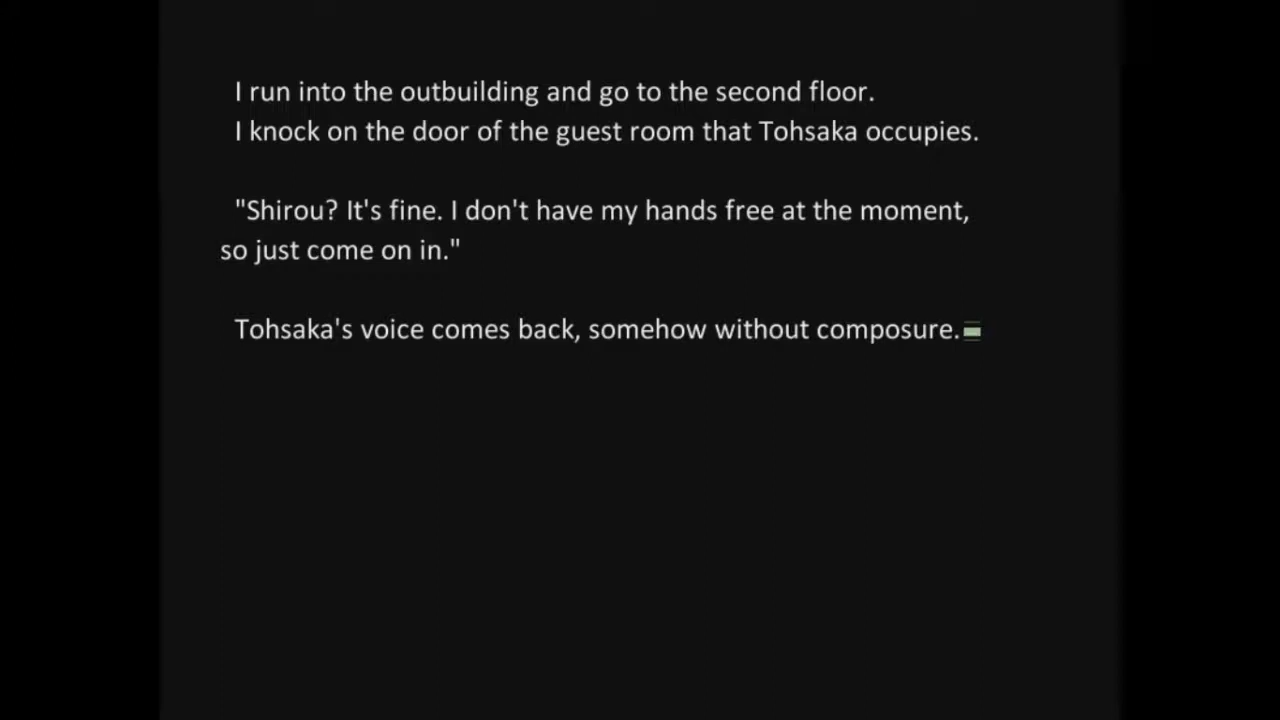 I run into the outbuilding and go to the second floor.
I knock on the door of the guest room that Tohsaka occupies.
"Shirou? It's fine. I don't have my hands free at the moment,
so just come on in."
Tohsaka's voice comes back, somehow without composure.